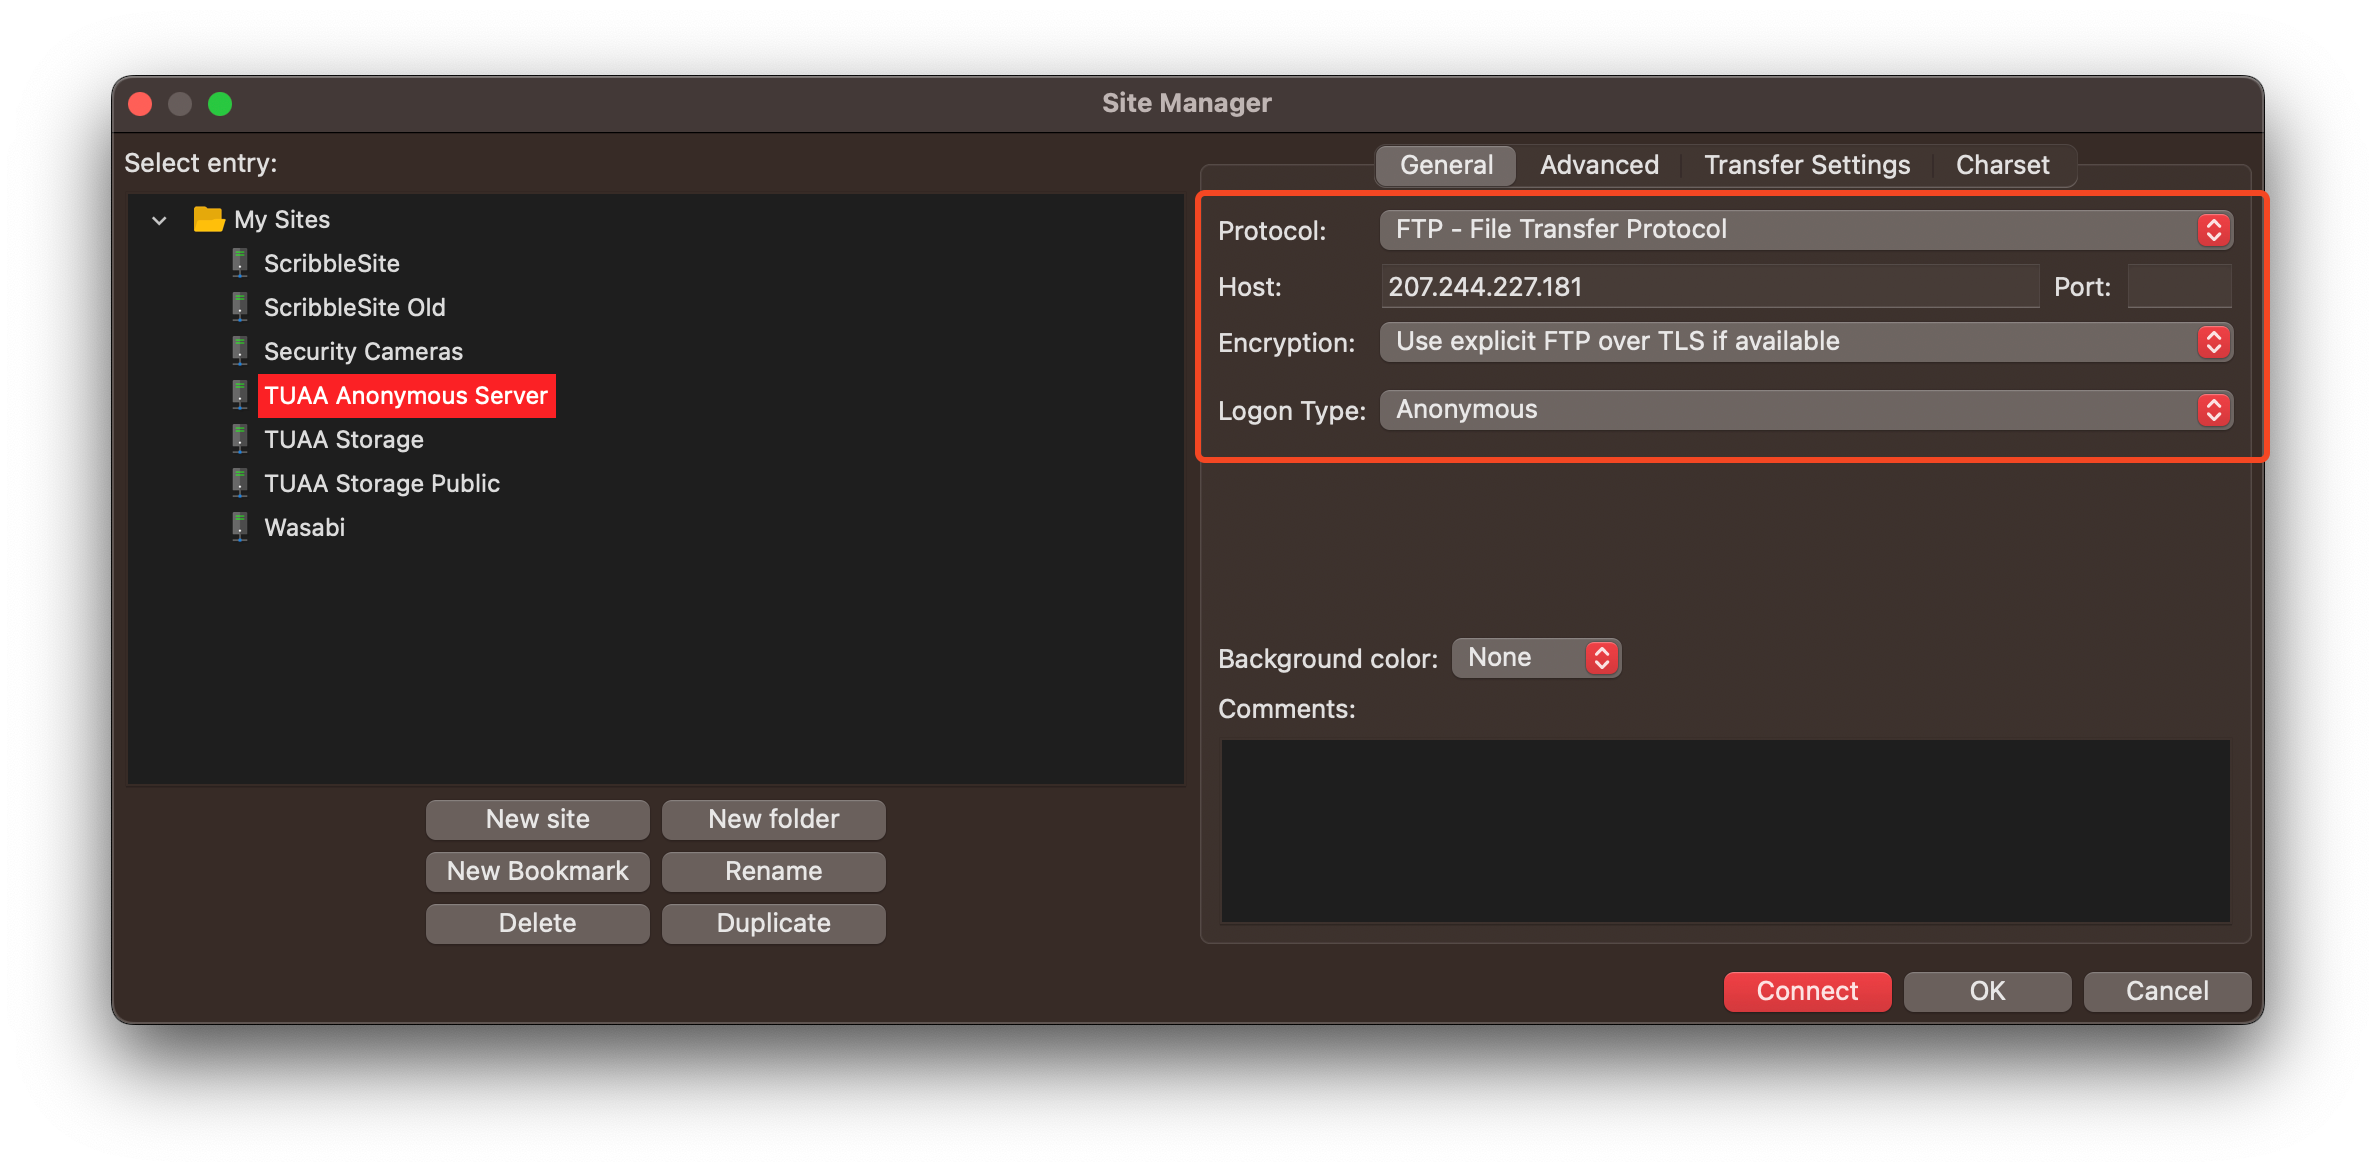 Site Manager
Select entry:
My Sites
ScribbleSite
ScribbleSite Old
Security Cameras
TUAA Anonymous Server
TUAA Storage
TUAA Storage Public
Wasabi
New site
New folder
New Bookmark
Rename
Delete
Duplicate
General
Advanced
Transfer Settings
Charset
Protocol: FTP - File Transfer Protocol
Host: 207.244.227.181 Port:
Encryption: Use explicit FTP over TLS if available
Logon Type: Anonymous
Background color: None
Comments:
Connect
OK
Cancel